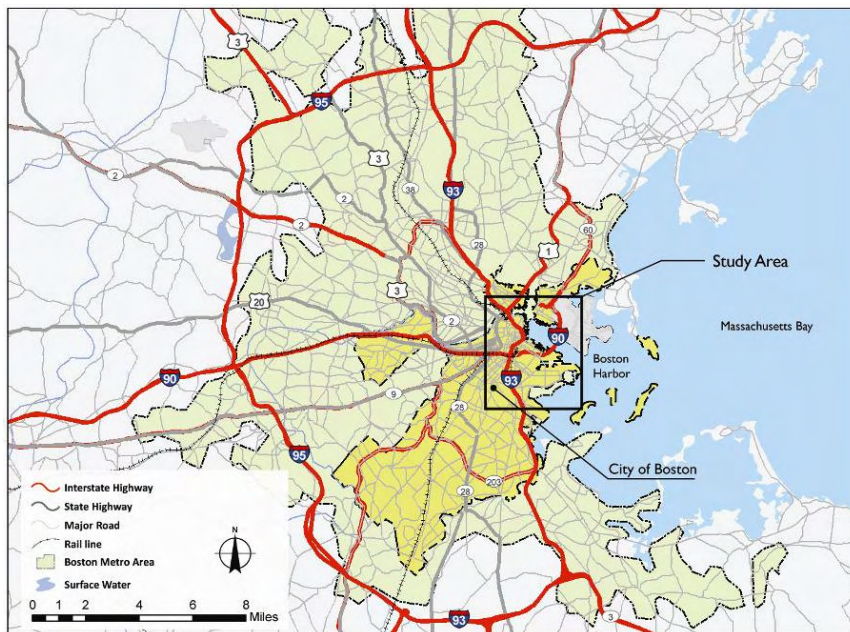 3
95
3
2
93
38
2
28
1
60
2
Study Area
20
3
2
90
Massachusetts Bay
Boston
Harbor
90
93
9
28
City of Boston
95
203
28
Interstate Highway
State Highway
Major Road
Rail line
Boston Metro Area
Surface Water
N
0 2 4 6 8 Miles
93
3